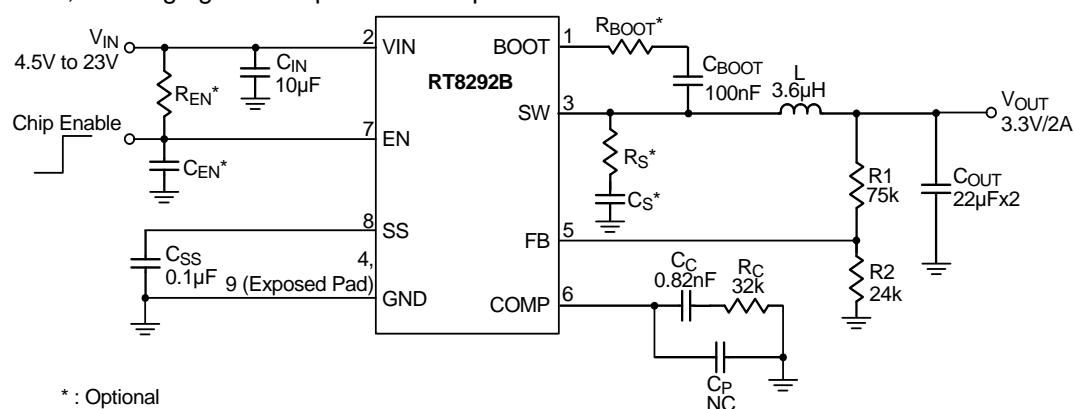 V_IN
4.5V to 23V
R_EN*
C_IN
10µF
Chip Enable
C_EN*
C_SS
0.1µF
2 VIN
7 EN
8 SS
4,
9 (Exposed Pad) GND
RT8292B
BOOT 1
SW 3
FB 5
COMP 6
R_BOOT*
C_BOOT
100nF
L
3.6µH
V_OUT
3.3V/2A
R_S*
C_S*
R1
75k
C_OUT
22µFx2
R2
24k
C_C
0.82nF
R_C
32k
C_P
NC
* : Optional